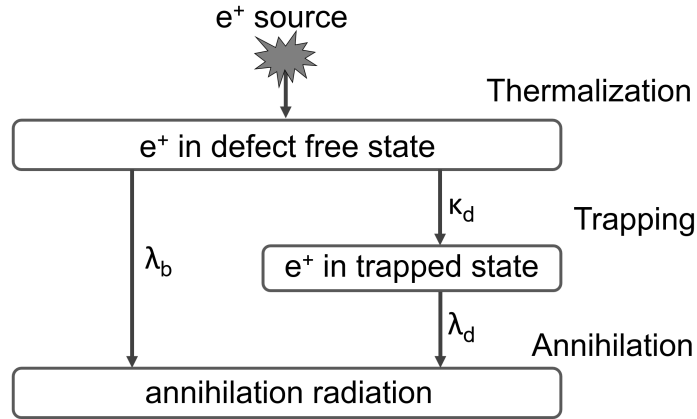 e⁺ source
Thermalization
e⁺ in defect free state
κd
Trapping
λb
e⁺ in trapped state
λd
Annihilation
annihilation radiation